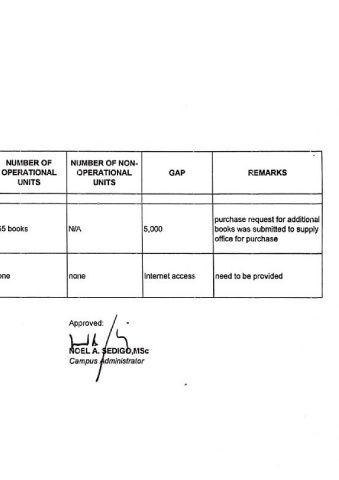 NUMBER OF OPERATIONAL UNITS
NUMBER OF NON-OPERATIONAL UNITS
GAP
REMARKS
books
N/A
5,000
purchase request for additional
books was submitted to supply
office for purchase
none
Internet access
need to be provided
Approved:
NOEL A. SEDIGO,MSc
Campus Administrator